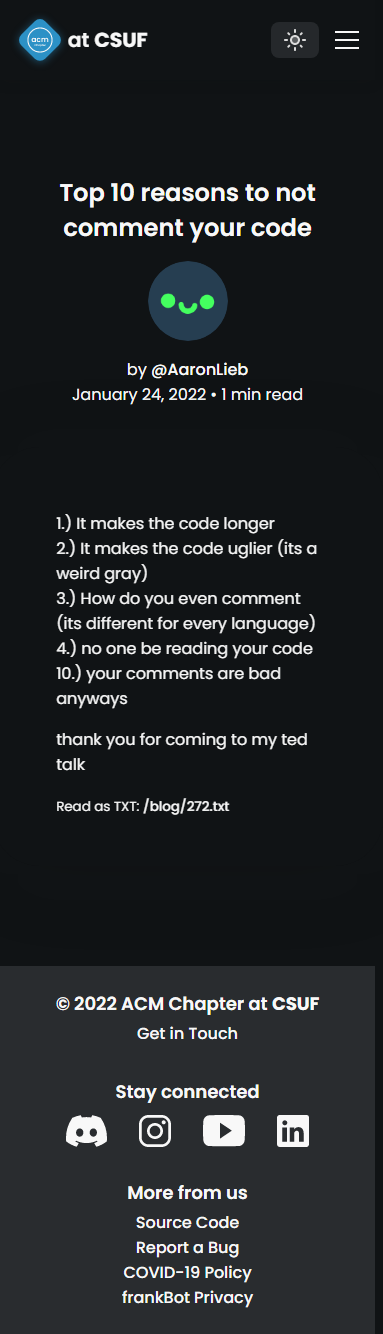 acm
chapter
at CSUF
Top 10 reasons to not
comment your code
by @AaronLieb
January 24, 2022 • 1 min read
1.) It makes the code longer
2.) It makes the code uglier (its a
weird gray)
3.) How do you even comment
(its different for every language)
4.) no one be reading your code
10.) your comments are bad
anyways
thank you for coming to my ted
talk
Read as TXT: /blog/272.txt
© 2022 ACM Chapter at CSUF
Get in Touch
Stay connected
in
More from us
Source Code
Report a Bug
COVID-19 Policy
frankBot Privacy